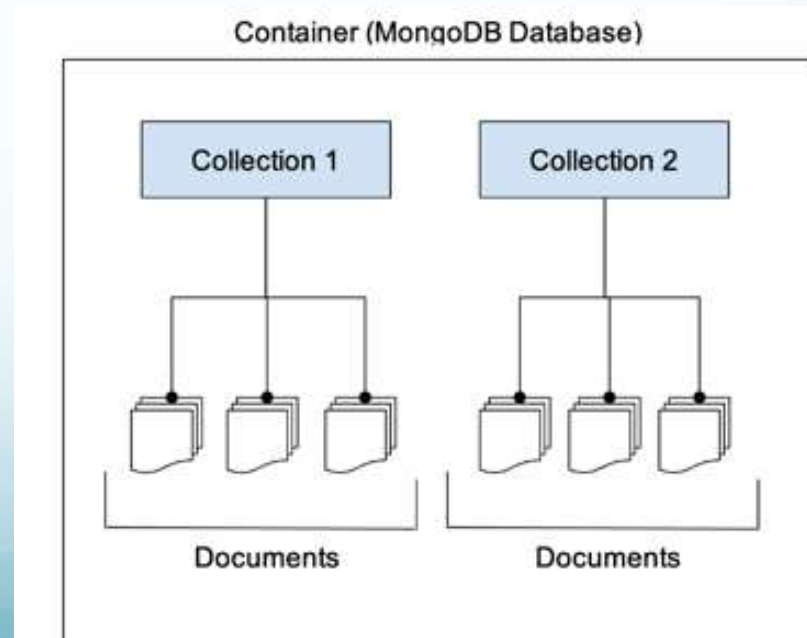 Container (MongoDB Database)
Collection 1
Collection 2
Documents
Documents